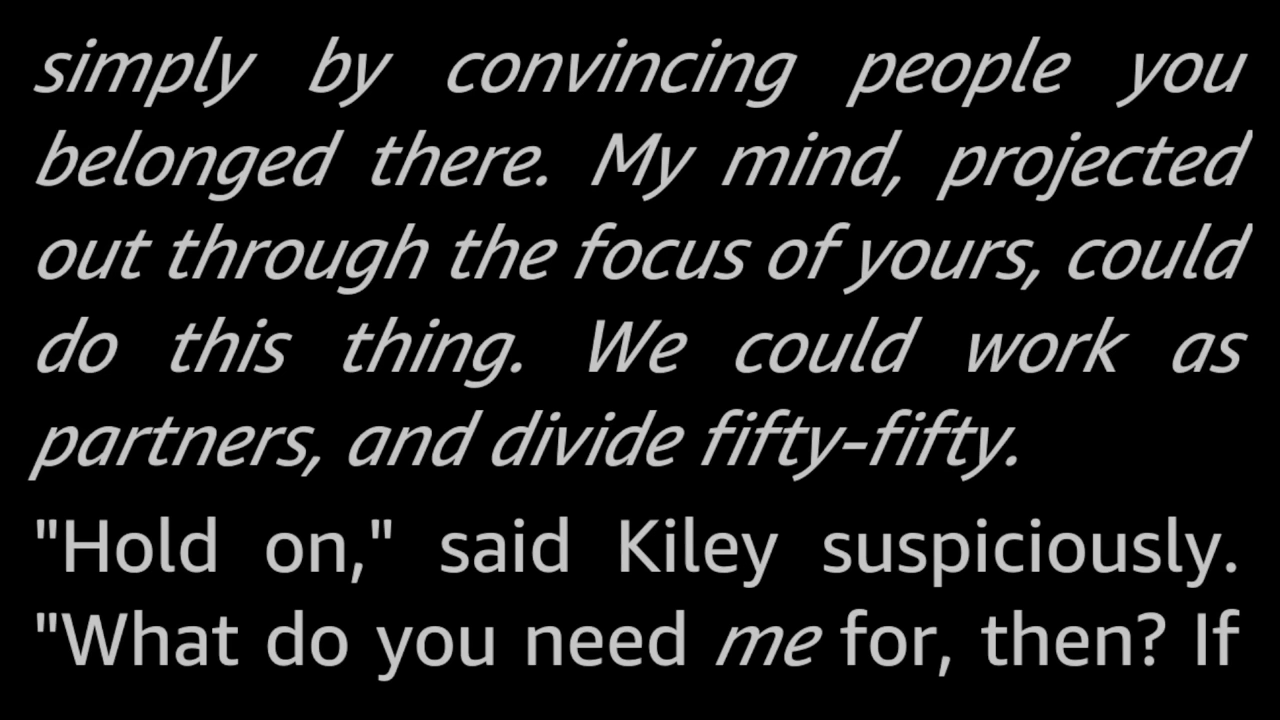 simply by convincing people you
belonged there. My mind, projected
out through the focus of yours, could
do this thing. We could work as
partners, and divide fifty-fifty.
"Hold on," said Kiley suspiciously.
"What do you need me for, then? If